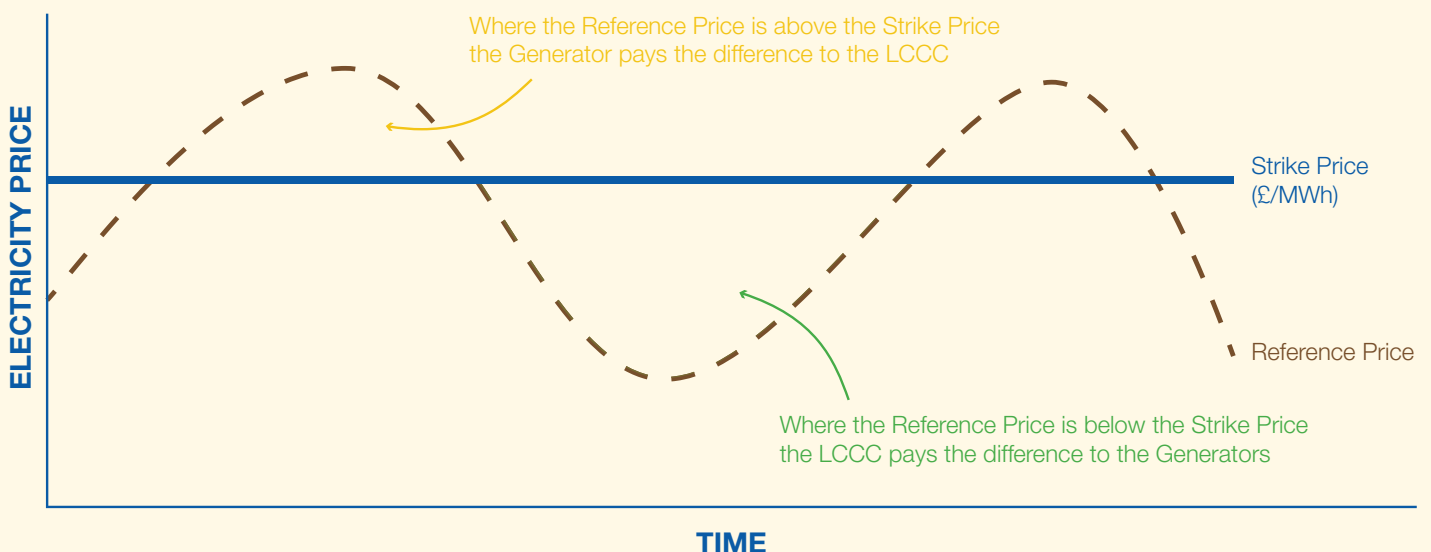 Where the Reference Price is above the Strike Price
the Generator pays the difference to the LCCC
ELECTRICITY PRICE
Strike Price
(£/MWh)
Reference Price
Where the Reference Price is below the Strike Price
the LCCC pays the difference to the Generators
TIME